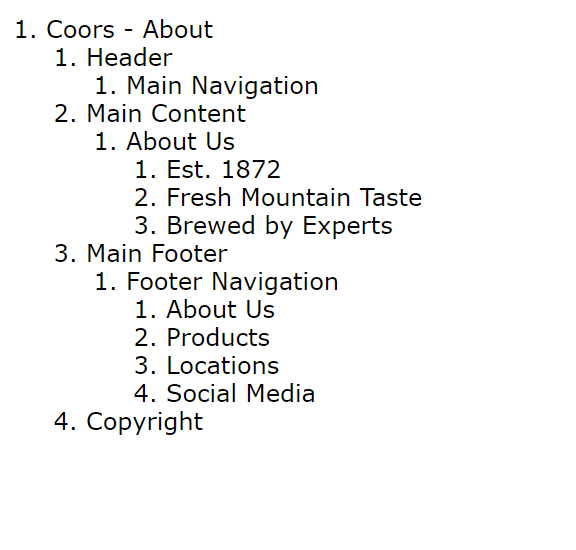 1. Coors - About
1. Header
1. Main Navigation
2. Main Content
1. About Us
1. Est. 1872
2. Fresh Mountain Taste
3. Brewed by Experts
3. Main Footer
1. Footer Navigation
1. About Us
2. Products
3. Locations
4. Social Media
4. Copyright